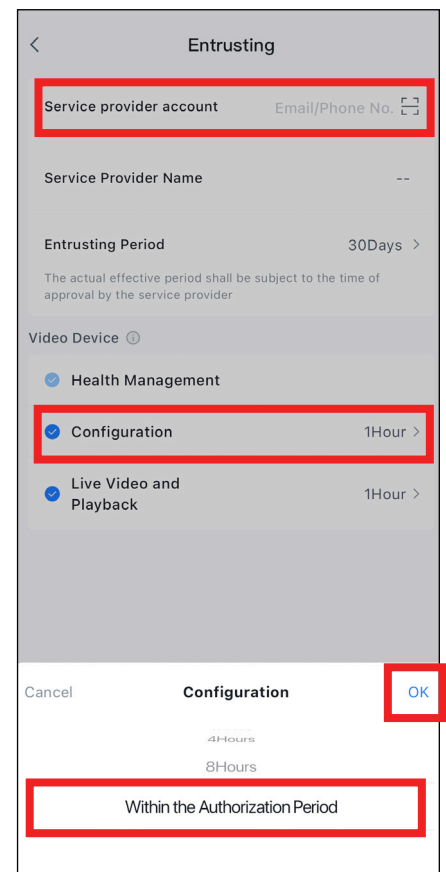 Entrusting
Service provider account Email/Phone No.
Service Provider Name --
Entrusting Period 30Days >
The actual effective period shall be subject to the time of
approval by the service provider
Video Device
Health Management
Configuration 1Hour >
Live Video and
Playback 1Hour >
Cancel Configuration OK
4Hours
8Hours
Within the Authorization Period